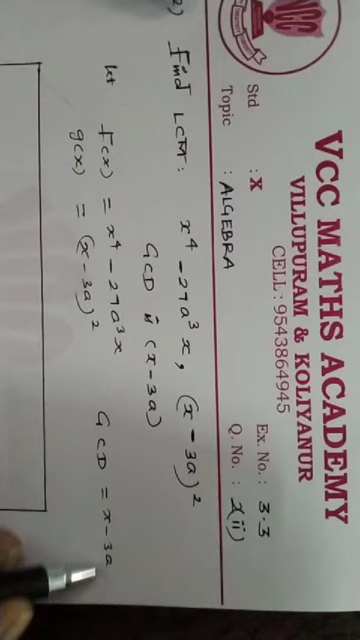 VCC
VCC MATHS ACADEMY
VILLUPURAM & KOLIYANUR
CELL : 9543864945
Std : X Ex. No. : 3.3
Topic : ALGEBRA Q. No. : 2(ii)
2) find LCM: x⁴ - 27a³x, (x - 3a)²
GCD is (x - 3a)
let f(x) = x⁴ - 27a³x GCD = x - 3a
g(x) = (x - 3a)²